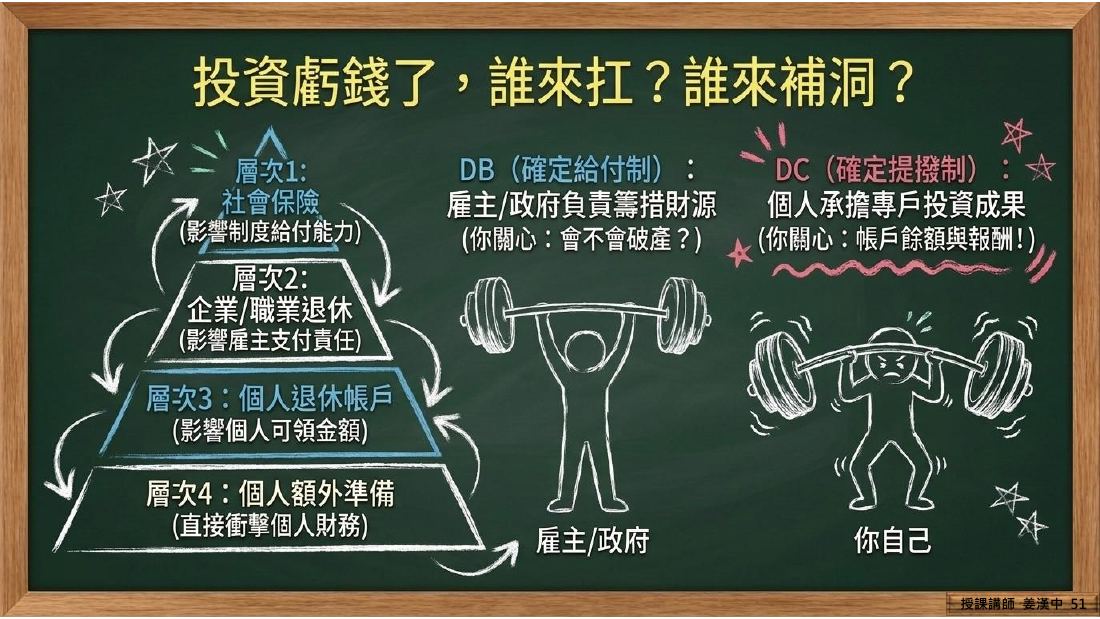 投資虧錢了，誰來扛？誰來補洞？
層次1:
社會保險
(影響制度給付能力)
層次2:
企業/職業退休
(影響雇主支付責任)
層次3：個人退休帳戶
(影響個人可領金額)
層次4：個人額外準備
(直接衝擊個人財務)
DB（確定給付制）：
雇主/政府負責籌措財源
(你關心：會不會破產？)
雇主/政府
DC（確定提撥制）：
個人承擔專戶投資成果
(你關心：帳戶餘額與報酬!)
你自己
授課講師 姜漢中 51